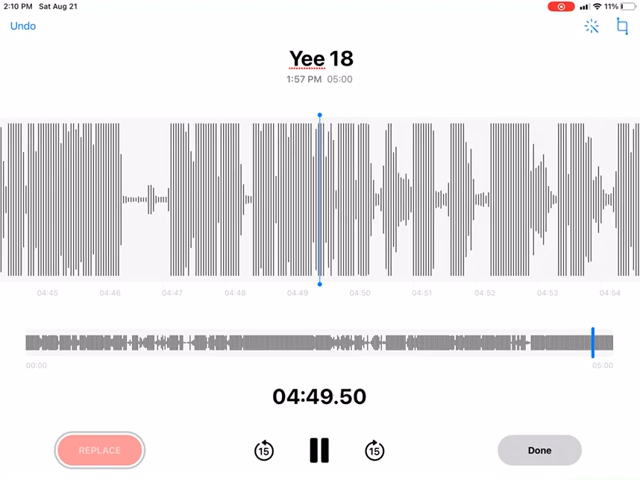 2:10 PM Sat Aug 21 11%
Undo
Yee 18
1:57 PM 05:00
04:45 04:46 04:47 04:48 04:49 04:50 04:51 04:52 04:53 04:54
00:00 05:00
04:49.50
REPLACE 15 15 Done